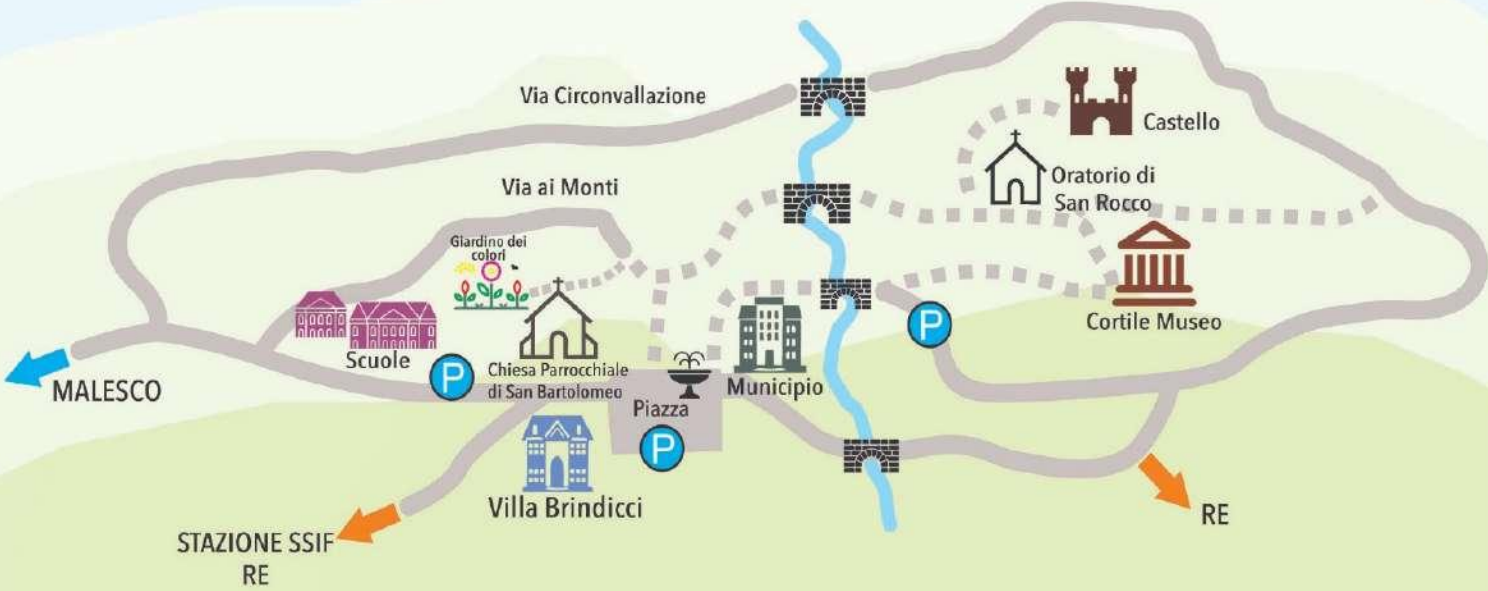 Via Circonvallazione
Castello
Via ai Monti
Oratorio di
San Rocco
Giardino dei
colori
Cortile Museo
Scuole
P
P
Chiesa Parrocchiale
di San Bartolomeo
Municipio
MALESCO
Piazza
P
Villa Brindicci
RE
STAZIONE SSIF
RE